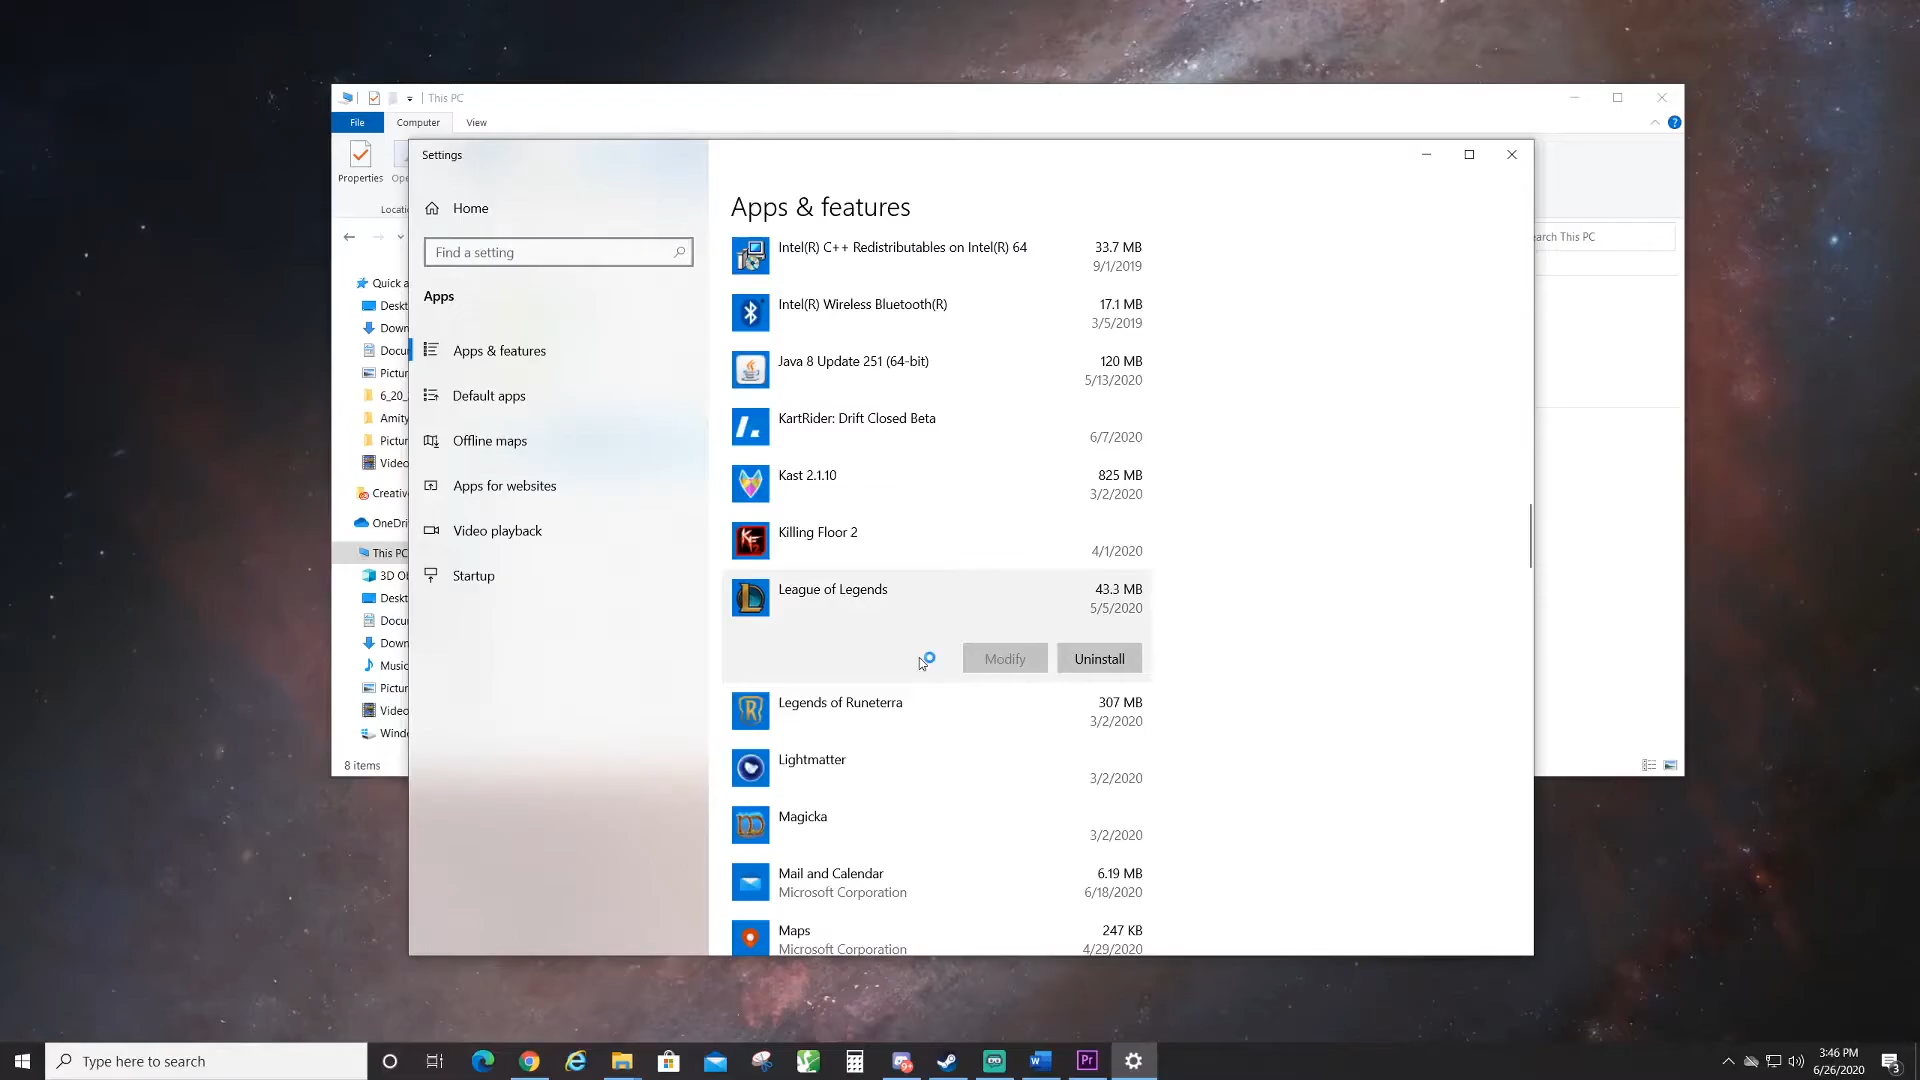 This PC
File
Computer
View
Properties
Ope
Locati
arch This PC
Quick a
Deskt
Down
Docu
Pictur
6_20_
Amity
Pictur
Video
Creativ
OneDri
This PC
3D Ob
Deskt
Docu
Down
Music
Pictur
Video
Windo
8 items
Settings
Home
Find a setting
Apps
Apps & features
Default apps
Offline maps
Apps for websites
Video playback
Startup
Apps & features
Intel(R) C++ Redistributables on Intel(R) 64 33.7 MB
9/1/2019
Intel(R) Wireless Bluetooth(R) 17.1 MB
3/5/2019
Java 8 Update 251 (64-bit) 120 MB
5/13/2020
KartRider: Drift Closed Beta
6/7/2020
Kast 2.1.10 825 MB
3/2/2020
Killing Floor 2
4/1/2020
League of Legends 43.3 MB
5/5/2020
Modify Uninstall
Legends of Runeterra 307 MB
3/2/2020
Lightmatter
3/2/2020
Magicka
3/2/2020
Mail and Calendar 6.19 MB
Microsoft Corporation 6/18/2020
Maps 247 KB
Microsoft Corporation 4/29/2020
Type here to search
3:46 PM
6/26/2020